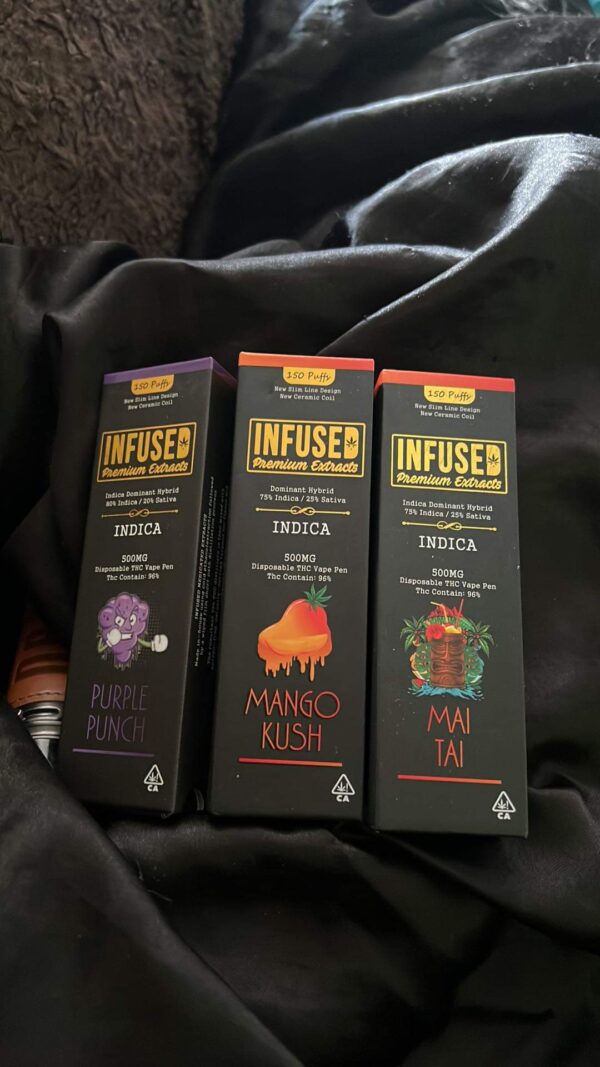 150 Puffs
New Slim Line Design
New Ceramic Coil
INFUSED
Premium Extracts
Indica Dominant Hybrid
80% Indica / 20% Sativa
INDICA
500MG
Disposable THC Vape Pen
Thc Contain: 96%
PURPLE
PUNCH
CA
INFUSED MEDICATED EXTRACTS
150 Puffs
New Slim Line Design
New Ceramic Coil
INFUSED
Premium Extracts
Dominant Hybrid
75% Indica / 25% Sativa
INDICA
500MG
Disposable THC Vape Pen
Thc Contain: 96%
MANGO
KUSH
CA
150 Puffs
New Slim Line Design
New Ceramic Coil
INFUSED
Premium Extracts
Indica Dominant Hybrid
75% Indica / 25% Sativa
INDICA
500MG
Disposable THC Vape Pen
Thc Contain: 96%
MAI
TAI
CA